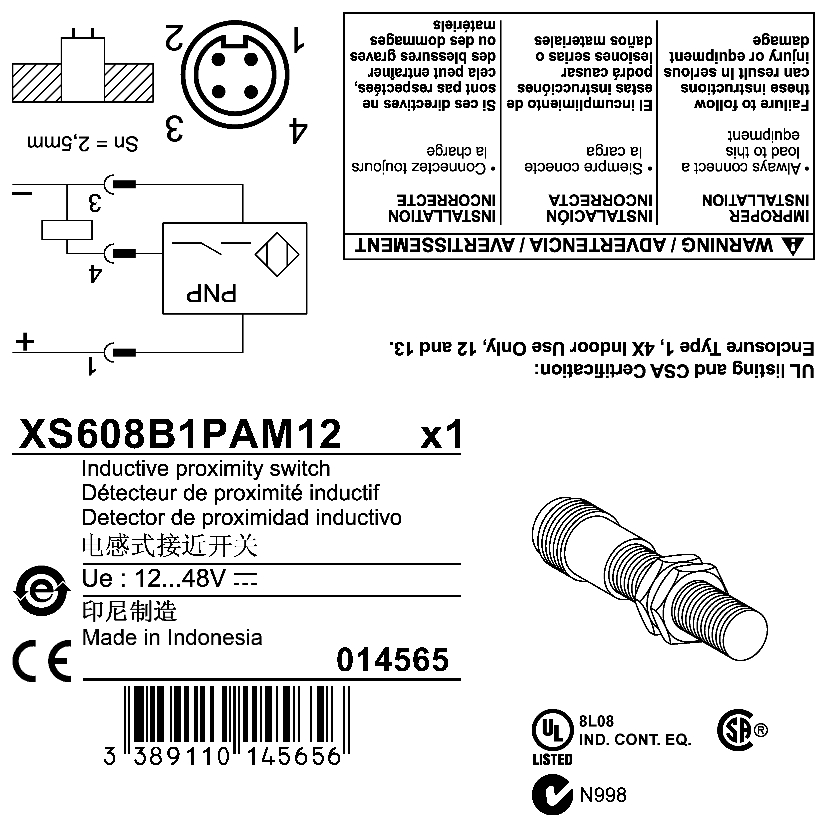 UL listing and CSA Certification:
Enclosure Type 1, 4X Indoor Use Only, 12 and 13.
WARNING / ADVERTENCIA / AVERTISSEMENT
IMPROPER
INSTALLATION
• Always connect a
load to this
equipment
Failure to follow
these instructions
can result in serious
injury or equipment
damage
INSTALACIÓN
INCORRECTA
• Siempre conecte
la carga
El incumplimiento de
estas instrucciónes
podrá causar
lesiones serias o
daños materiales
INSTALLATION
INCORRECTE
• Connectez toujours
la charge
Si ces directives ne
sont pas respectées,
cela peut entraîner
des blessures graves
ou des dommages
matériels
1
+
PNP
4
3
−
Sn = 2,5mm
4
3
1
2
XS608B1PAM12 x1
Inductive proximity switch
Détecteur de proximité inductif
Detector de proximidad inductivo
电感式接近开关
Ue : 12...48V
印尼制造
Made in Indonesia
014565
3 389110 145656
CE
UL
LISTED
8L08
IND. CONT. EQ.
SA ®
N998